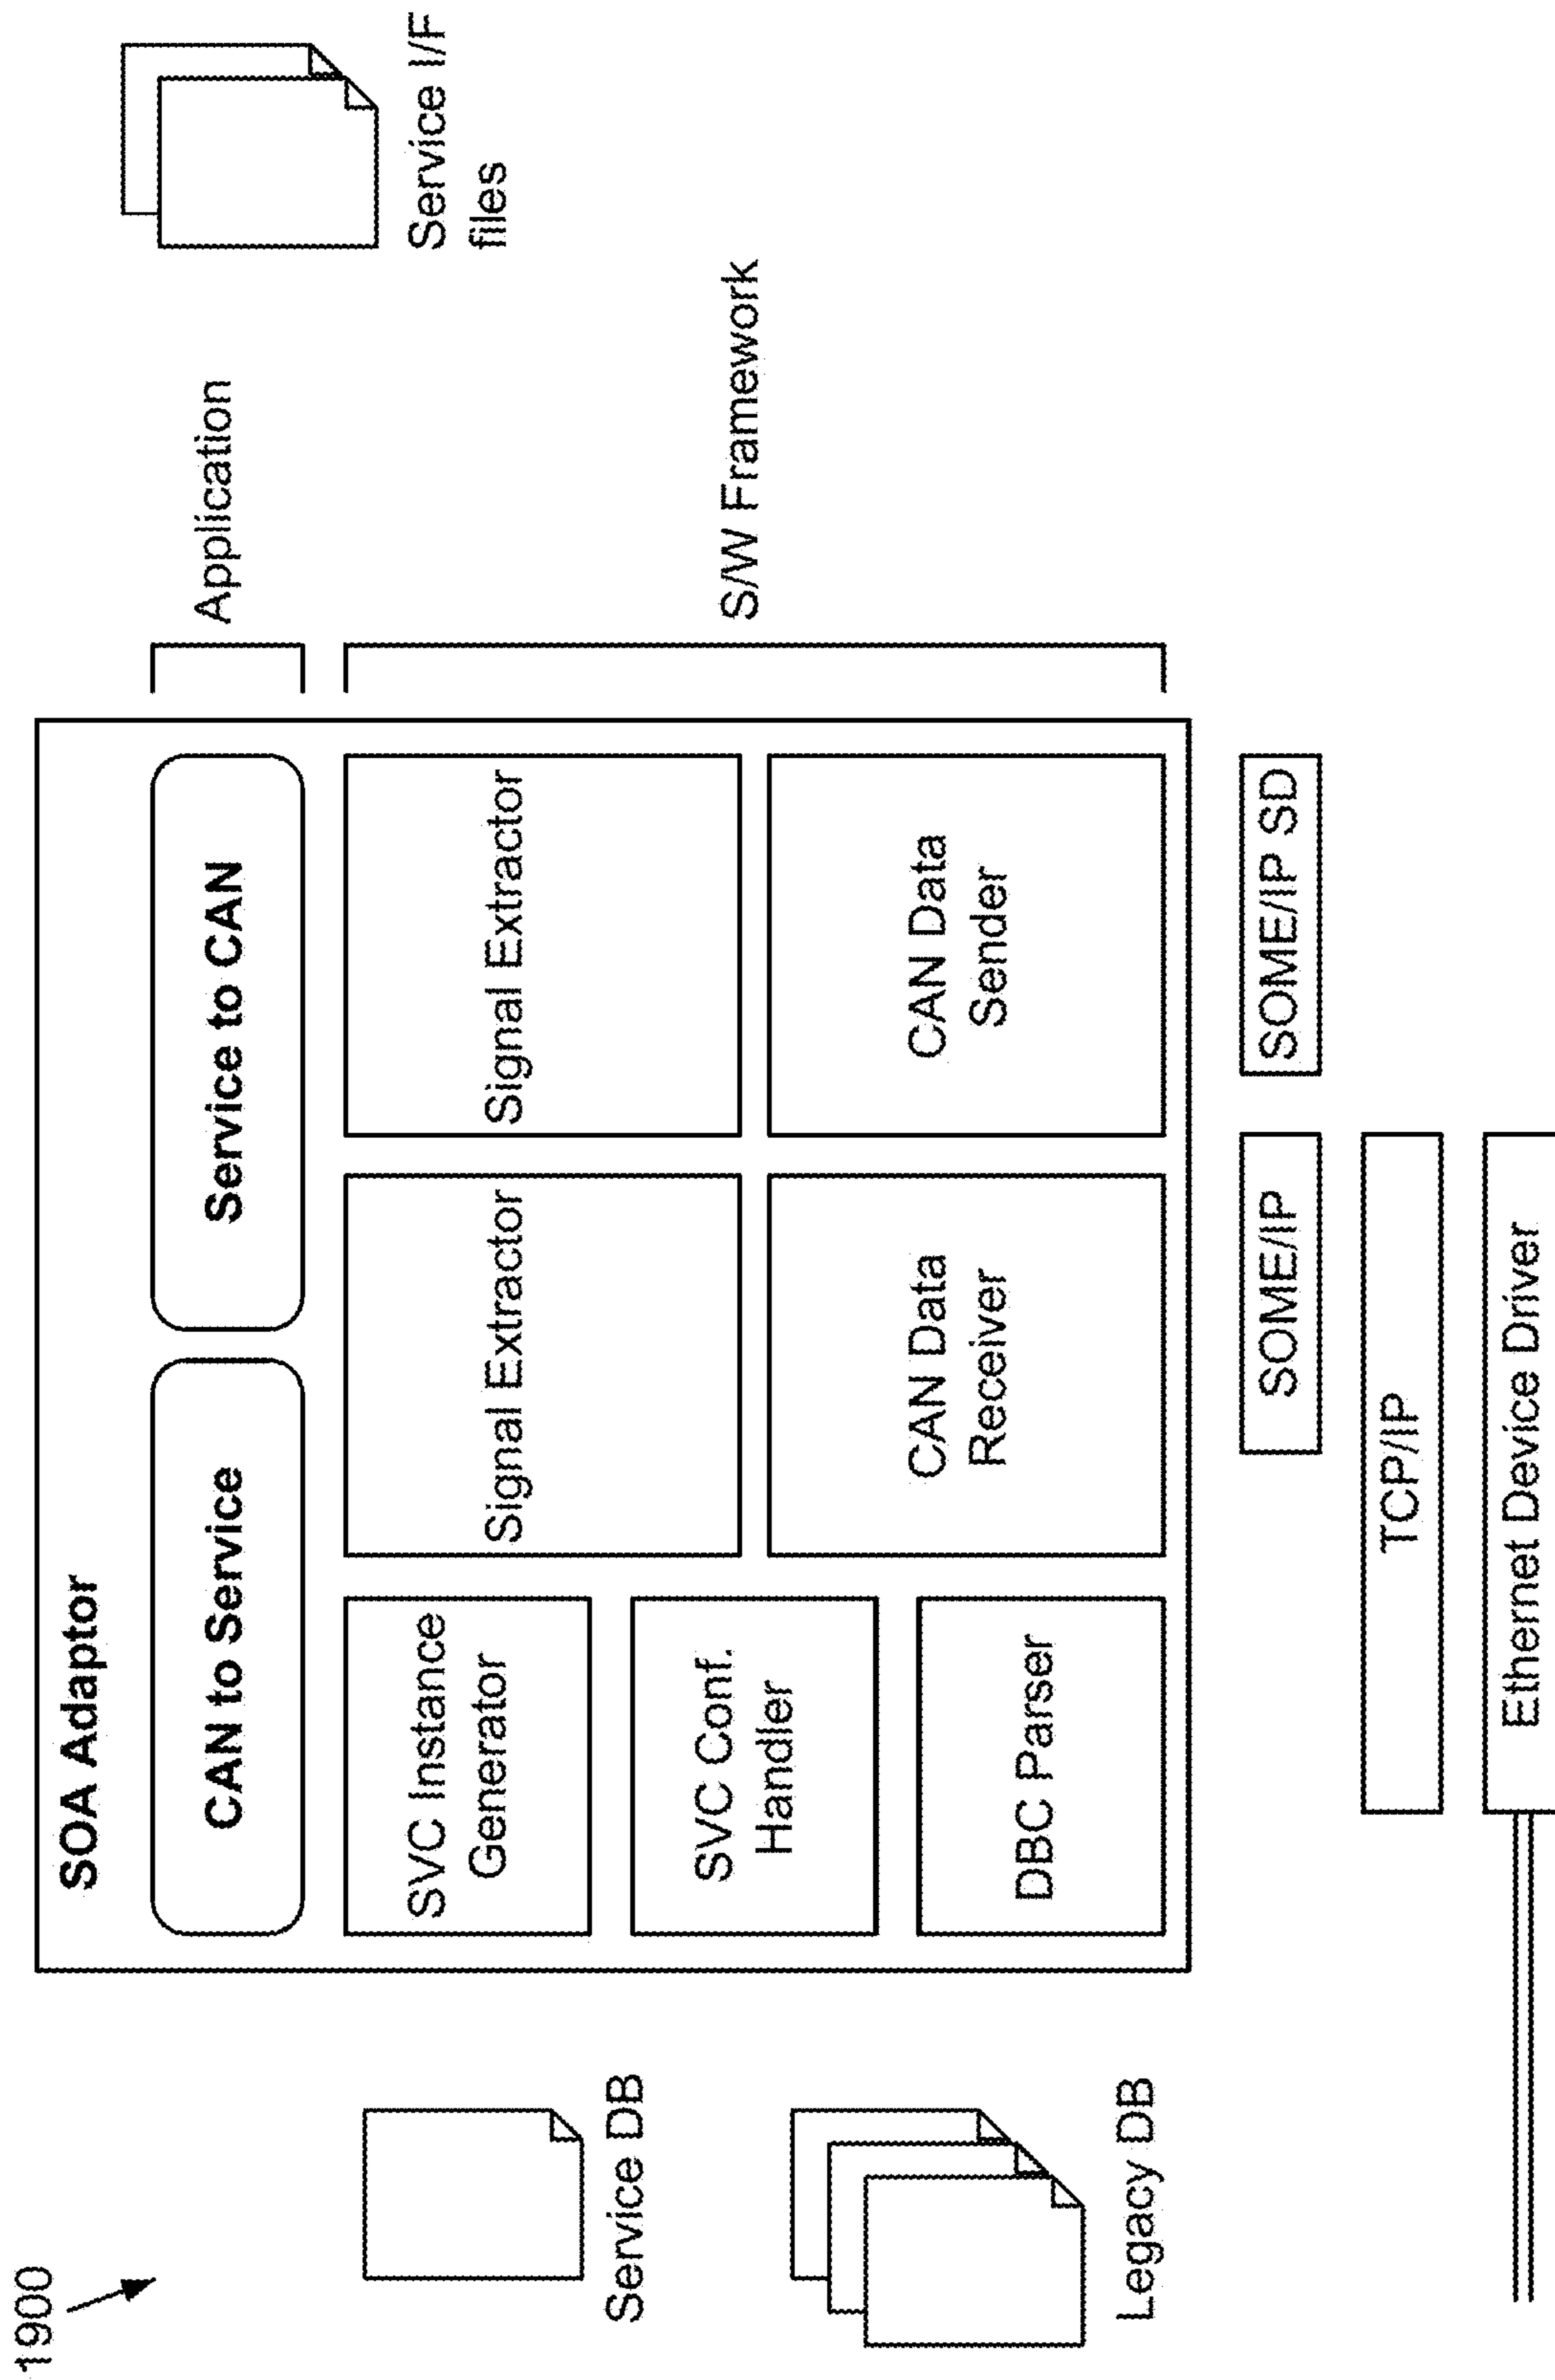 1900
SOA Adaptor
CAN to Service
Service to CAN
Application
Service I/F
files
SVC Instance
Generator
Signal Extractor
Signal Extractor
S/W Framework
Service DB
SVC Conf.
Handler
CAN Data
Receiver
CAN Data
Sender
DBC Parser
Legacy DB
SOME/IP
SOME/IP SD
TCP/IP
Ethernet Device Driver